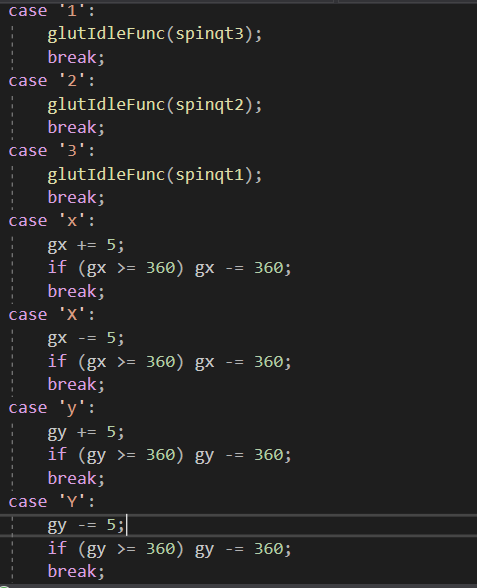 case '1':
glutIdleFunc(spinqt3);
break;
case '2':
glutIdleFunc(spinqt2);
break;
case '3':
glutIdleFunc(spinqt1);
break;
case 'x':
gx += 5;
if (gx >= 360) gx -= 360;
break;
case 'X':
gx -= 5;
if (gx >= 360) gx -= 360;
break;
case 'y':
gy += 5;
if (gy >= 360) gy -= 360;
break;
case 'Y':
gy -= 5;
if (gy >= 360) gy -= 360;
break;